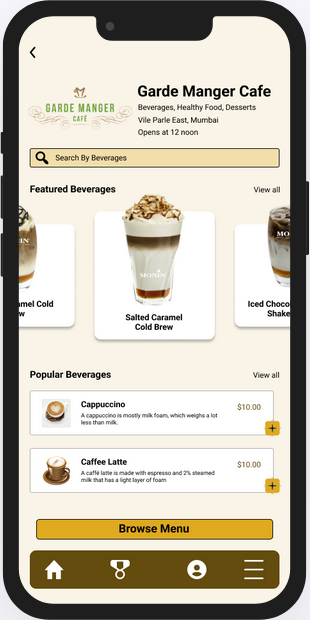 GARDE MANGER
CAFÉ
Garde Manger Cafe
Beverages, Healthy Food, Desserts
Vile Parle East, Mumbai
Opens at 12 noon
Search By Beverages
Featured Beverages
View all
MONIN
amel Cold
w
MONIN
Salted Caramel
Cold Brew
MO
Iced Choco
Shake
Popular Beverages
View all
Cappuccino
A cappuccino is mostly milk foam, which weighs a lot
less than milk.
$10.00
+
Caffee Latte
A caffé latte is made with espresso and 2% steamed
milk that has a light layer of foam
$10.00
+
Browse Menu